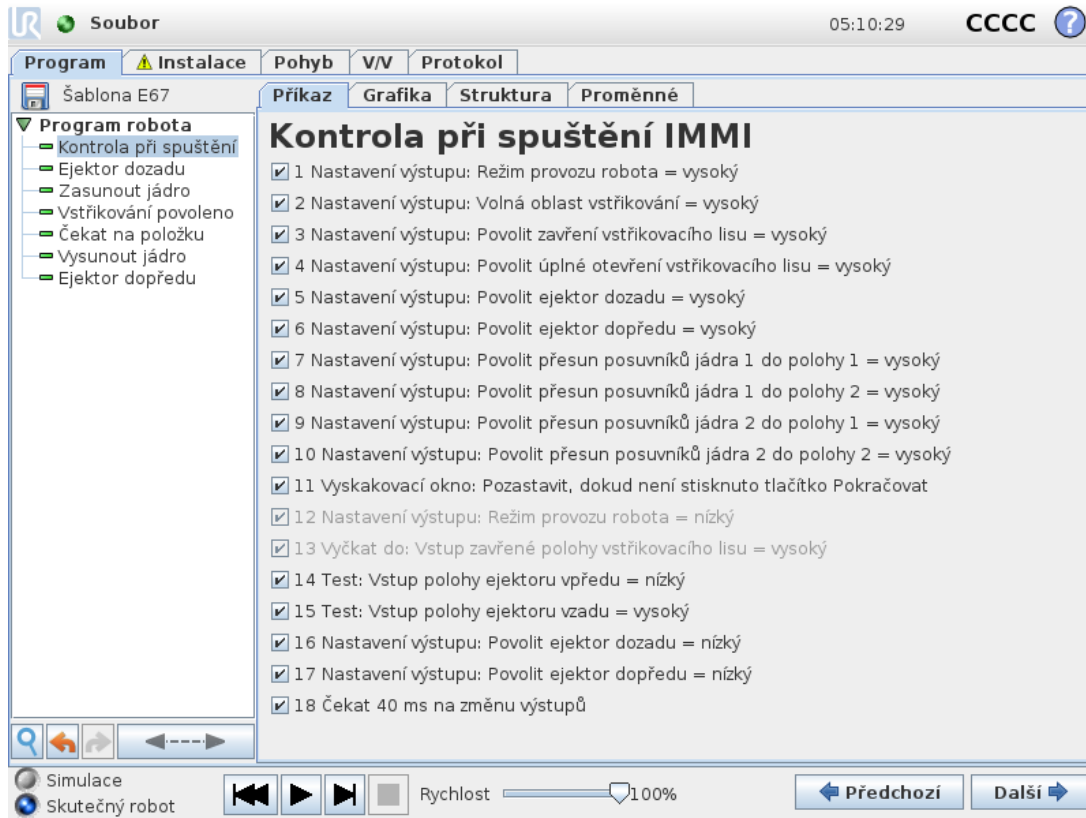 Soubor
05:10:29
CCCC
?
Program
Instalace
Pohyb
V/V
Protokol
Šablona E67
Příkaz
Grafika
Struktura
Proměnné
Program robota
Kontrola při spuštění
Ejektor dozadu
Zasunout jádro
Vstřikování povoleno
Čekat na položku
Vysunout jádro
Ejektor dopředu
Kontrola při spuštění IMMI
1 Nastavení výstupu: Režim provozu robota = vysoký
2 Nastavení výstupu: Volná oblast vstřikování = vysoký
3 Nastavení výstupu: Povolit zavření vstřikovacího lisu = vysoký
4 Nastavení výstupu: Povolit úplné otevření vstřikovacího lisu = vysoký
5 Nastavení výstupu: Povolit ejektor dozadu = vysoký
6 Nastavení výstupu: Povolit ejektor dopředu = vysoký
7 Nastavení výstupu: Povolit přesun posuvníků jádra 1 do polohy 1 = vysoký
8 Nastavení výstupu: Povolit přesun posuvníků jádra 1 do polohy 2 = vysoký
9 Nastavení výstupu: Povolit přesun posuvníků jádra 2 do polohy 1 = vysoký
10 Nastavení výstupu: Povolit přesun posuvníků jádra 2 do polohy 2 = vysoký
11 Vyskakovací okno: Pozastavit, dokud není stisknuto tlačítko Pokračovat
12 Nastavení výstupu: Režim provozu robota = nízký
13 Vyčkat do: Vstup zavřené polohy vstřikovacího lisu = vysoký
14 Test: Vstup polohy ejektoru vpředu = nízký
15 Test: Vstup polohy ejektoru vzadu = vysoký
16 Nastavení výstupu: Povolit ejektor dozadu = nízký
17 Nastavení výstupu: Povolit ejektor dopředu = nízký
18 Čekat 40 ms na změnu výstupů
Simulace
Skutečný robot
Rychlost
100%
Předchozí
Další